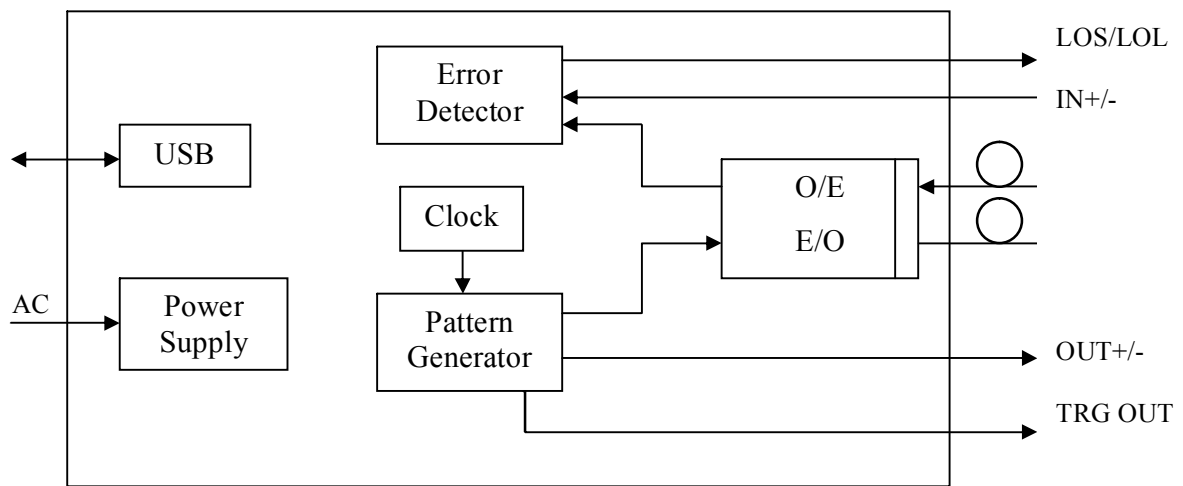 LOS/LOL
Error
Detector
IN+/-
USB
O/E
Clock
E/O
AC
Power
Supply
Pattern
Generator
OUT+/-
TRG OUT